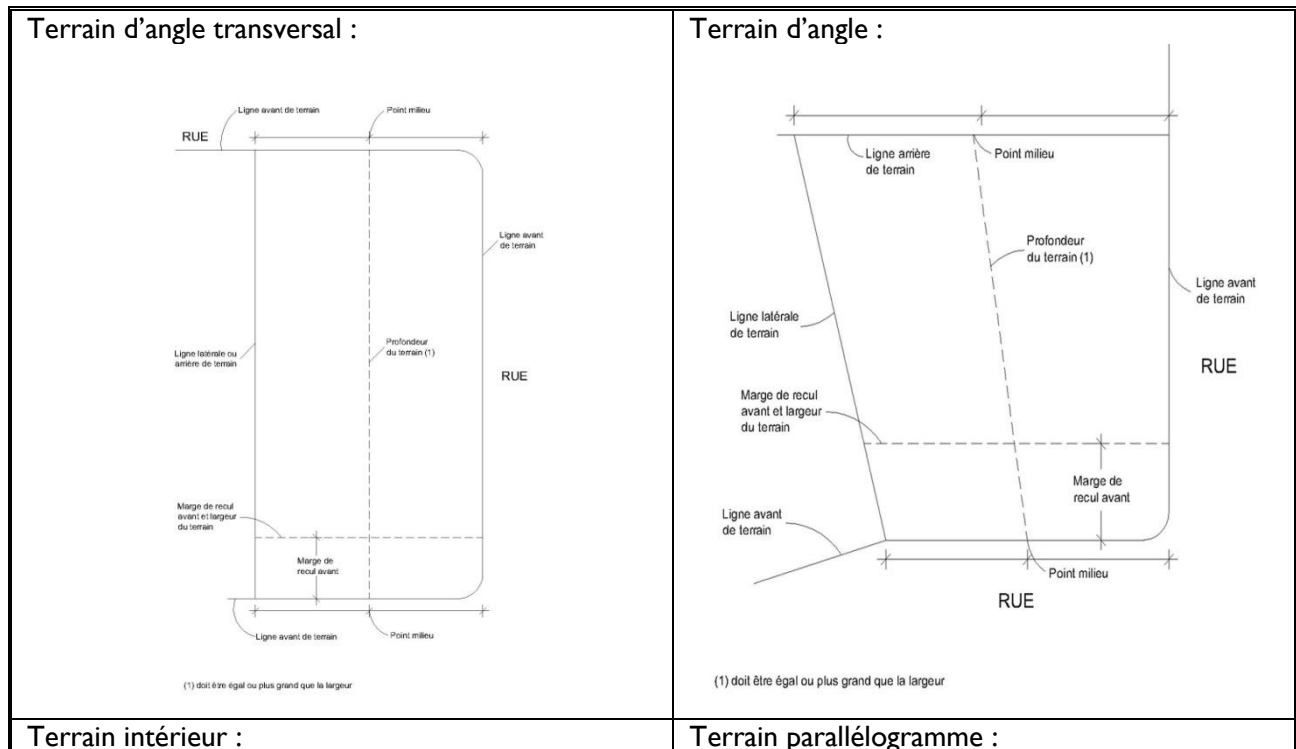 Terrain d’angle transversal :
Ligne avant de terrain
Point milieu
RUE
Ligne avant
de terrain
Ligne latérale ou
arrière de terrain
Profondeur
du terrain (1)
RUE
Marge de recul
avant et largeur
du terrain
Marge de
recul avant
Ligne avant de terrain
Point milieu
(1) doit être égal ou plus grand que la largeur
Terrain d’angle :
Ligne arrière
de terrain
Point milieu
Profondeur
du terrain (1)
Ligne avant
de terrain
Ligne latérale
de terrain
RUE
Marge de recul
avant et largeur
du terrain
Marge de
recul avant
Ligne avant
de terrain
Point milieu
RUE
(1) doit être égal ou plus grand que la largeur
Terrain intérieur :
Terrain parallélogramme :